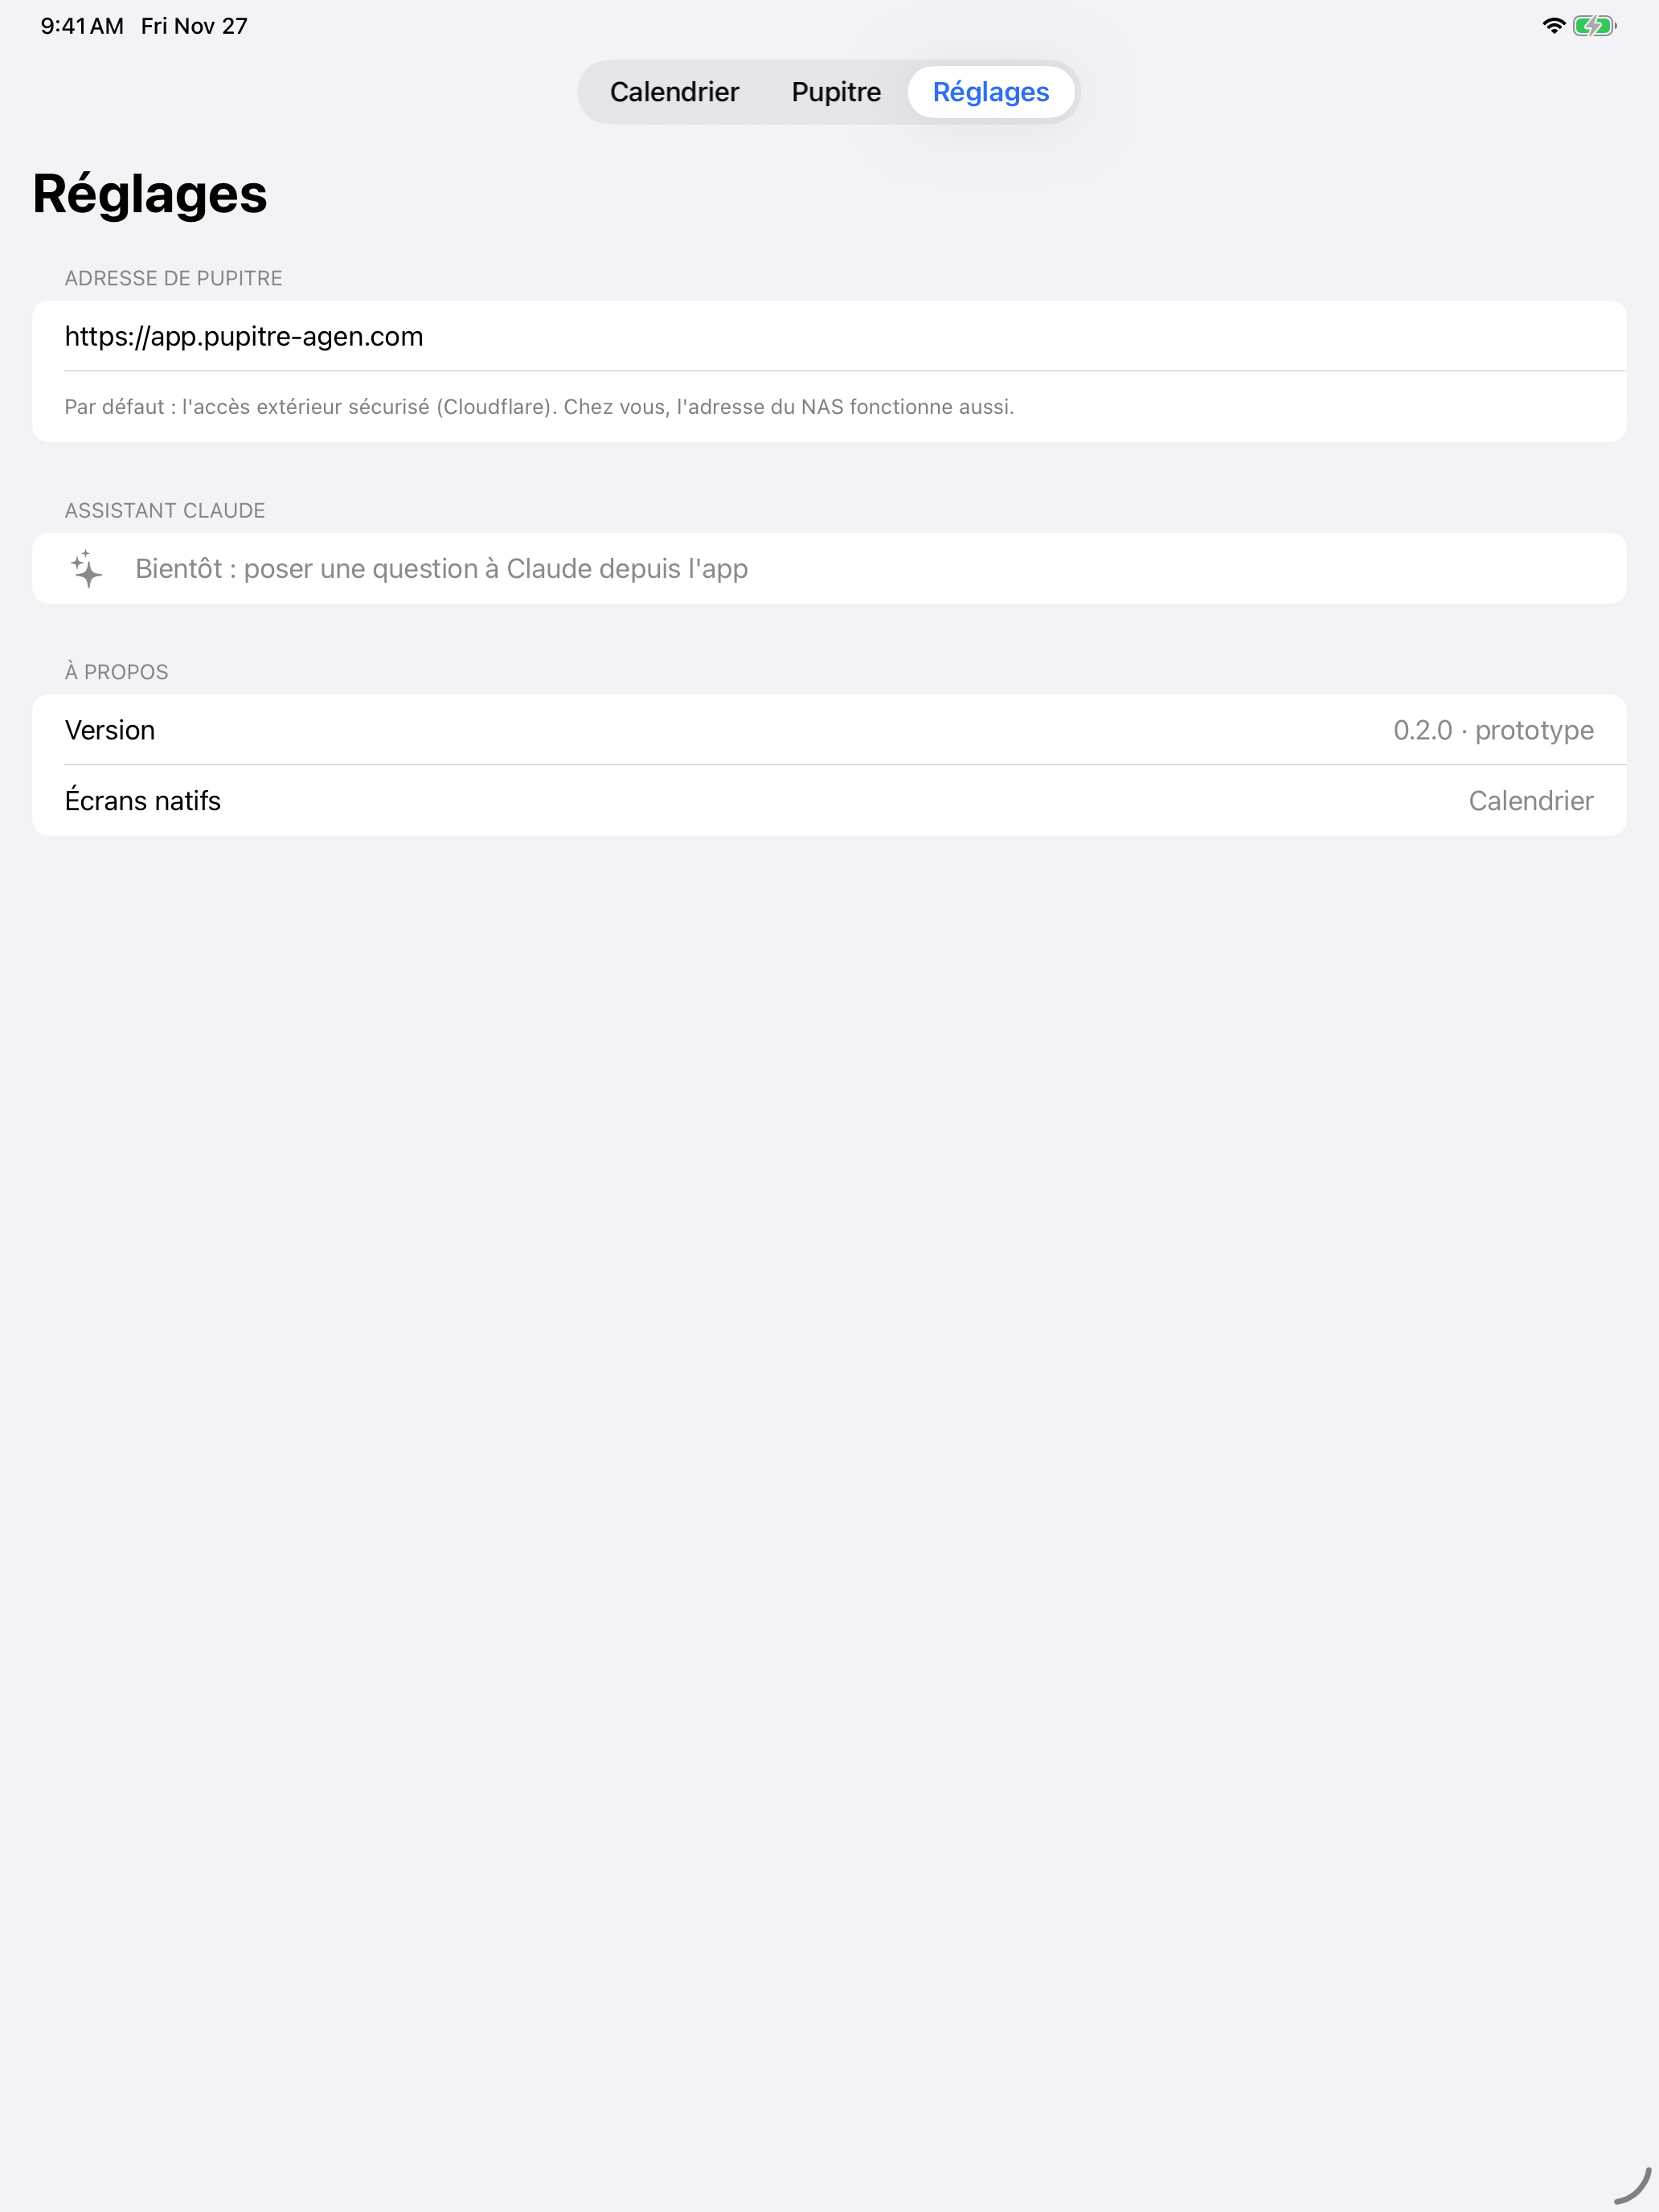 9:41 AM Fri Nov 27
Calendrier Pupitre Réglages
Réglages
ADRESSE DE PUPITRE
https://app.pupitre-agen.com
Par défaut : l'accès extérieur sécurisé (Cloudflare). Chez vous, l'adresse du NAS fonctionne aussi.
ASSISTANT CLAUDE
Bientôt : poser une question à Claude depuis l'app
À PROPOS
Version 0.2.0 · prototype
Écrans natifs Calendrier